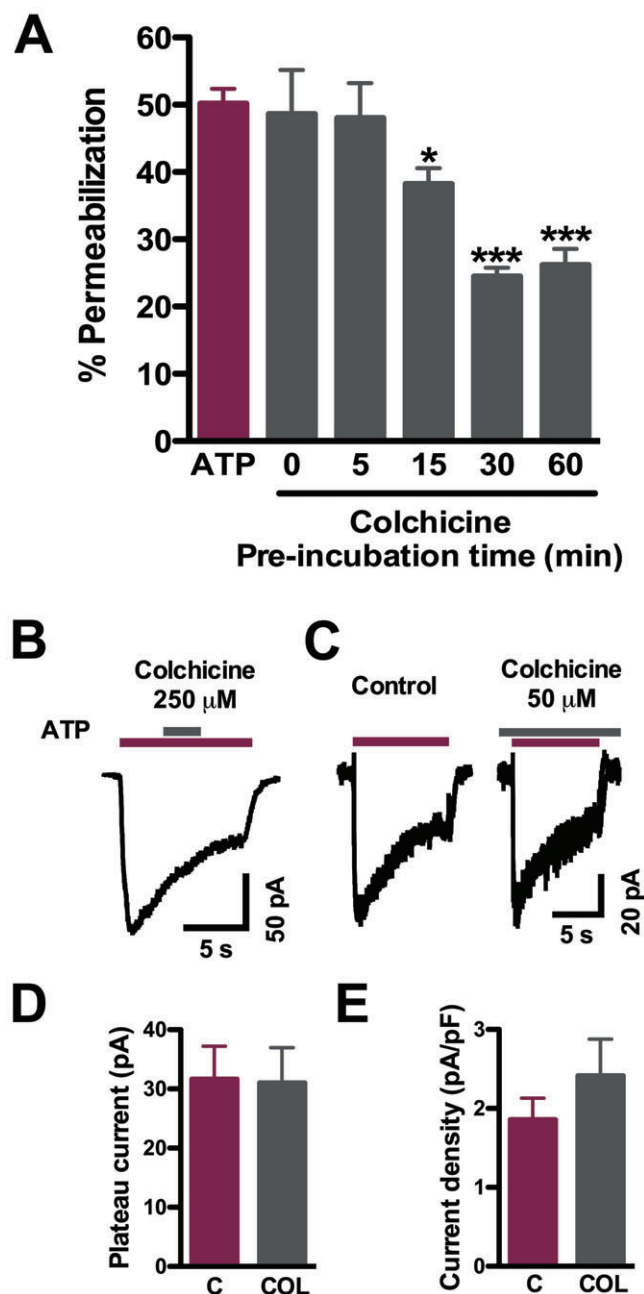 A
60
50
40
30
20
10
0
% Permeabilization
*
***
***
ATP 0 5 15 30 60
Colchicine
Pre-incubation time (min)
B
Colchicine
250 µM
ATP
50 pA
5 s
C
Control
Colchicine
50 µM
20 pA
5 s
D
40
30
20
10
0
Plateau current (pA)
C COL
E
3
2
1
0
Current density (pA/pF)
C COL